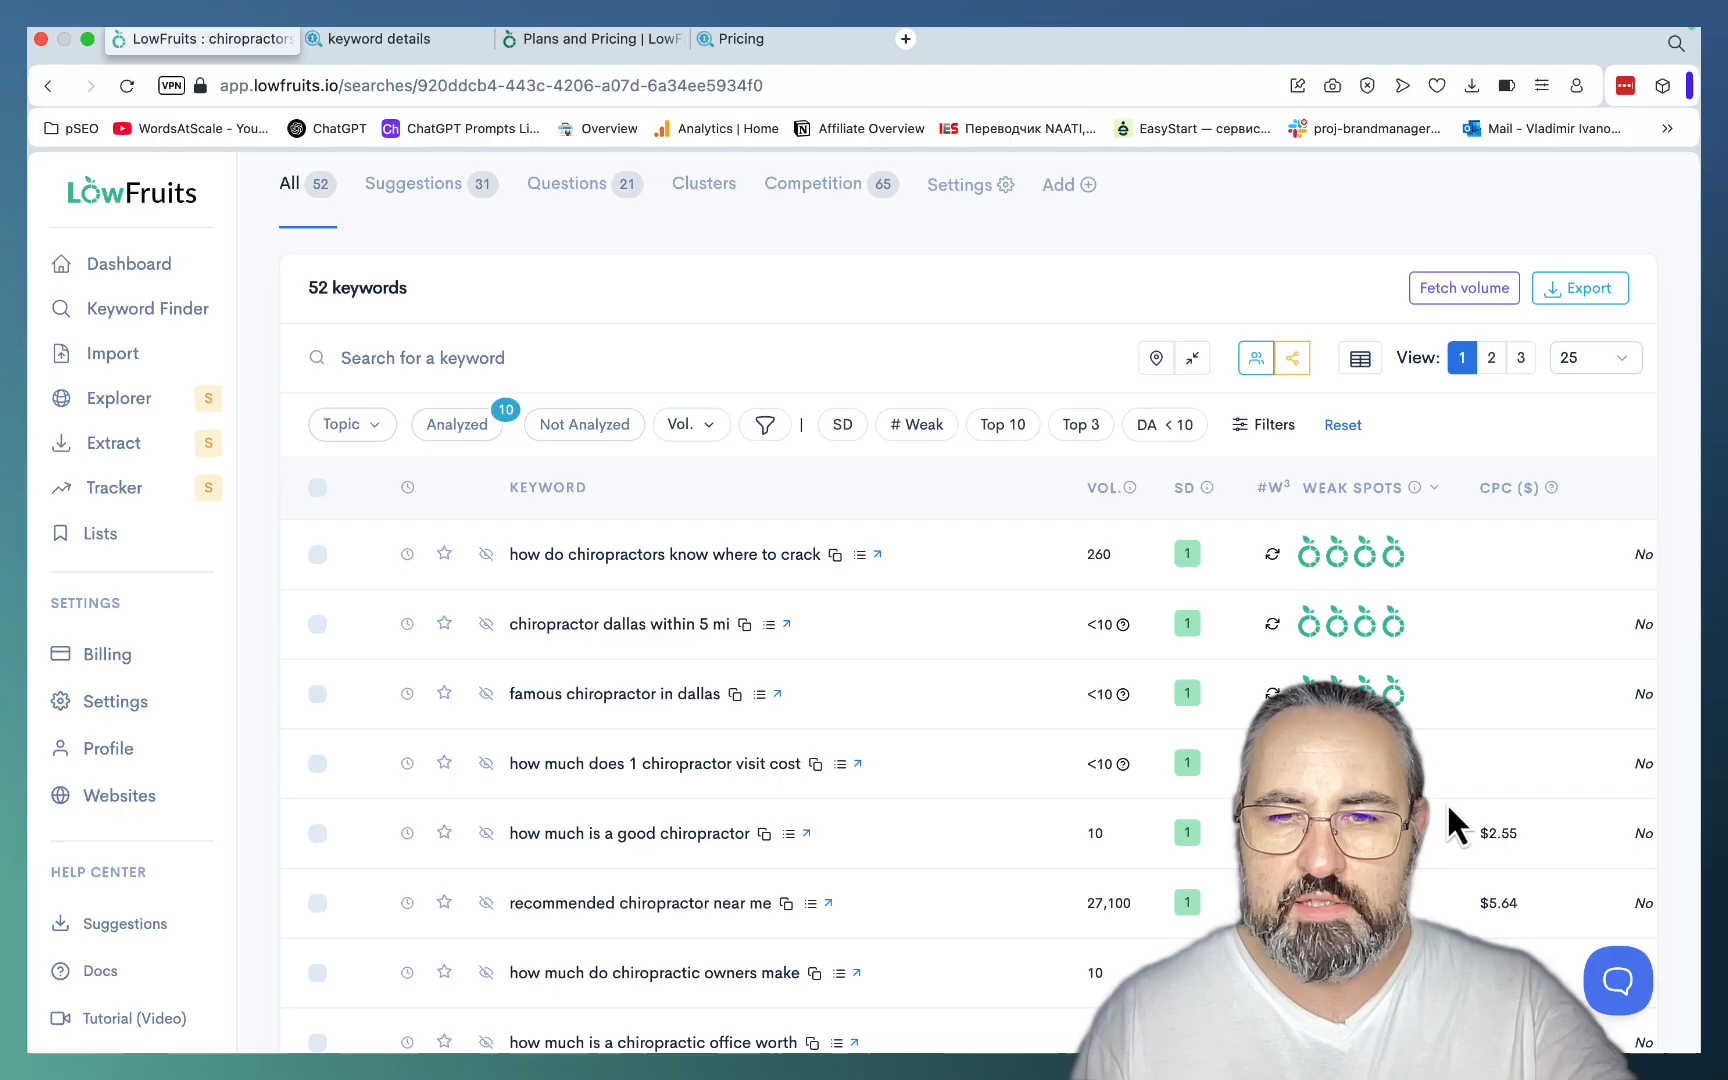 LowFruits : chiropractors
keyword details
Plans and Pricing | LowF
Pricing
VPN
app.lowfruits.io/searches/920ddcb4-443c-4206-a07d-6a34ee5934f0
pSEO
WordsAtScale - You...
ChatGPT
Ch
ChatGPT Prompts Li...
Overview
Analytics | Home
Affiliate Overview
IES
Переводчик NAATI,...
EasyStart — сервис...
proj-brandmanager...
Mail - Vladimir Ivano...
LowFruits
All 52
Suggestions 31
Questions 21
Clusters
Competition 65
Settings
Add
Dashboard
Keyword Finder
Import
Explorer S
Extract S
Tracker S
Lists
SETTINGS
Billing
Settings
Profile
Websites
HELP CENTER
Suggestions
Docs
Tutorial (Video)
52 keywords
Fetch volume
Export
Search for a keyword
View: 1 2 3
25
Topic
Analyzed 10
Not Analyzed
Vol.
|
SD
# Weak
Top 10
Top 3
DA < 10
Filters
Reset
KEYWORD VOL. SD #W3 WEAK SPOTS CPC ($)
how do chiropractors know where to crack 260 1 No
chiropractor dallas within 5 mi <10 1 No
famous chiropractor in dallas <10 1 No
how much does 1 chiropractor visit cost <10 1 No
how much is a good chiropractor 10 1 $2.55 No
recommended chiropractor near me 27,100 1 $5.64 No
how much do chiropractic owners make 10 No
how much is a chiropractic office worth No